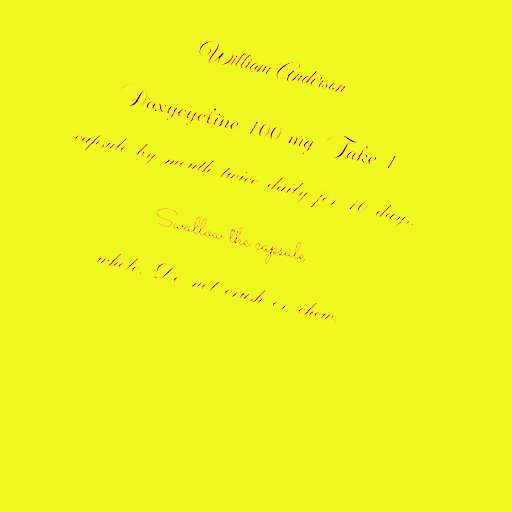 William Anderson
Doxycycline 100 mg Take 1
capsule by mouth twice daily for 10 days.
Swallow the capsule
whole. Do not crush or chew.